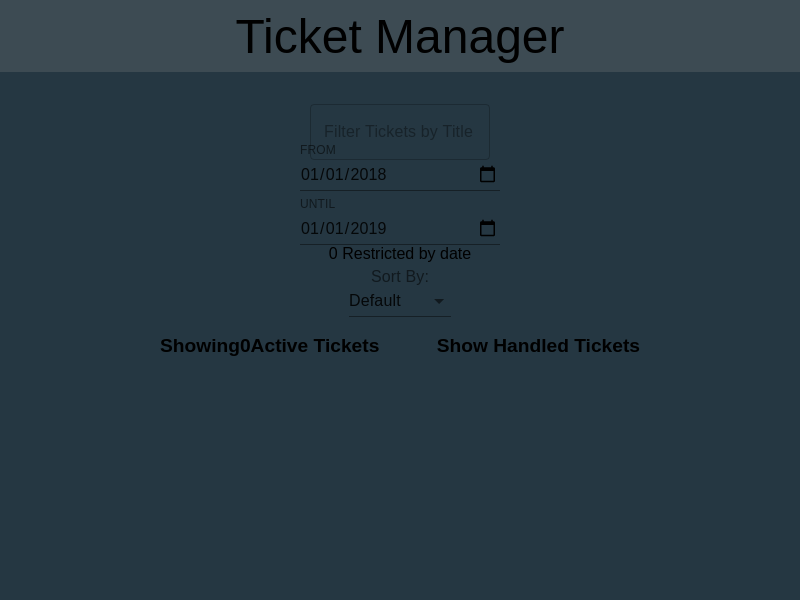 Ticket Manager
Filter Tickets by Title
FROM
01/01/2018
UNTIL
01/01/2019
0 Restricted by date
Sort By:
Default
Showing0Active Tickets Show Handled Tickets